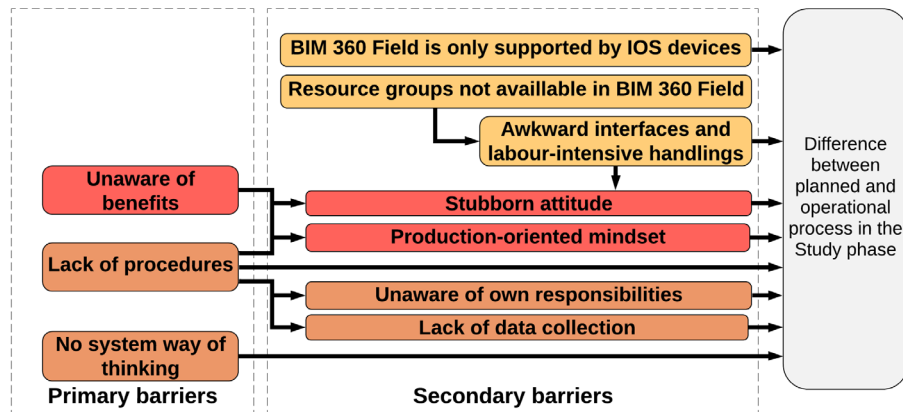 BIM 360 Field is only supported by IOS devices
Resource groups not availlable in BIM 360 Field
Awkward interfaces and
labour-intensive handlings
Unaware of
benefits
Stubborn attitude
Production-oriented mindset
Lack of procedures
Unaware of own responsibilities
Lack of data collection
No system way of
thinking
Primary barriers
Secondary barriers
Difference
between
planned and
operational
process in the
Study phase